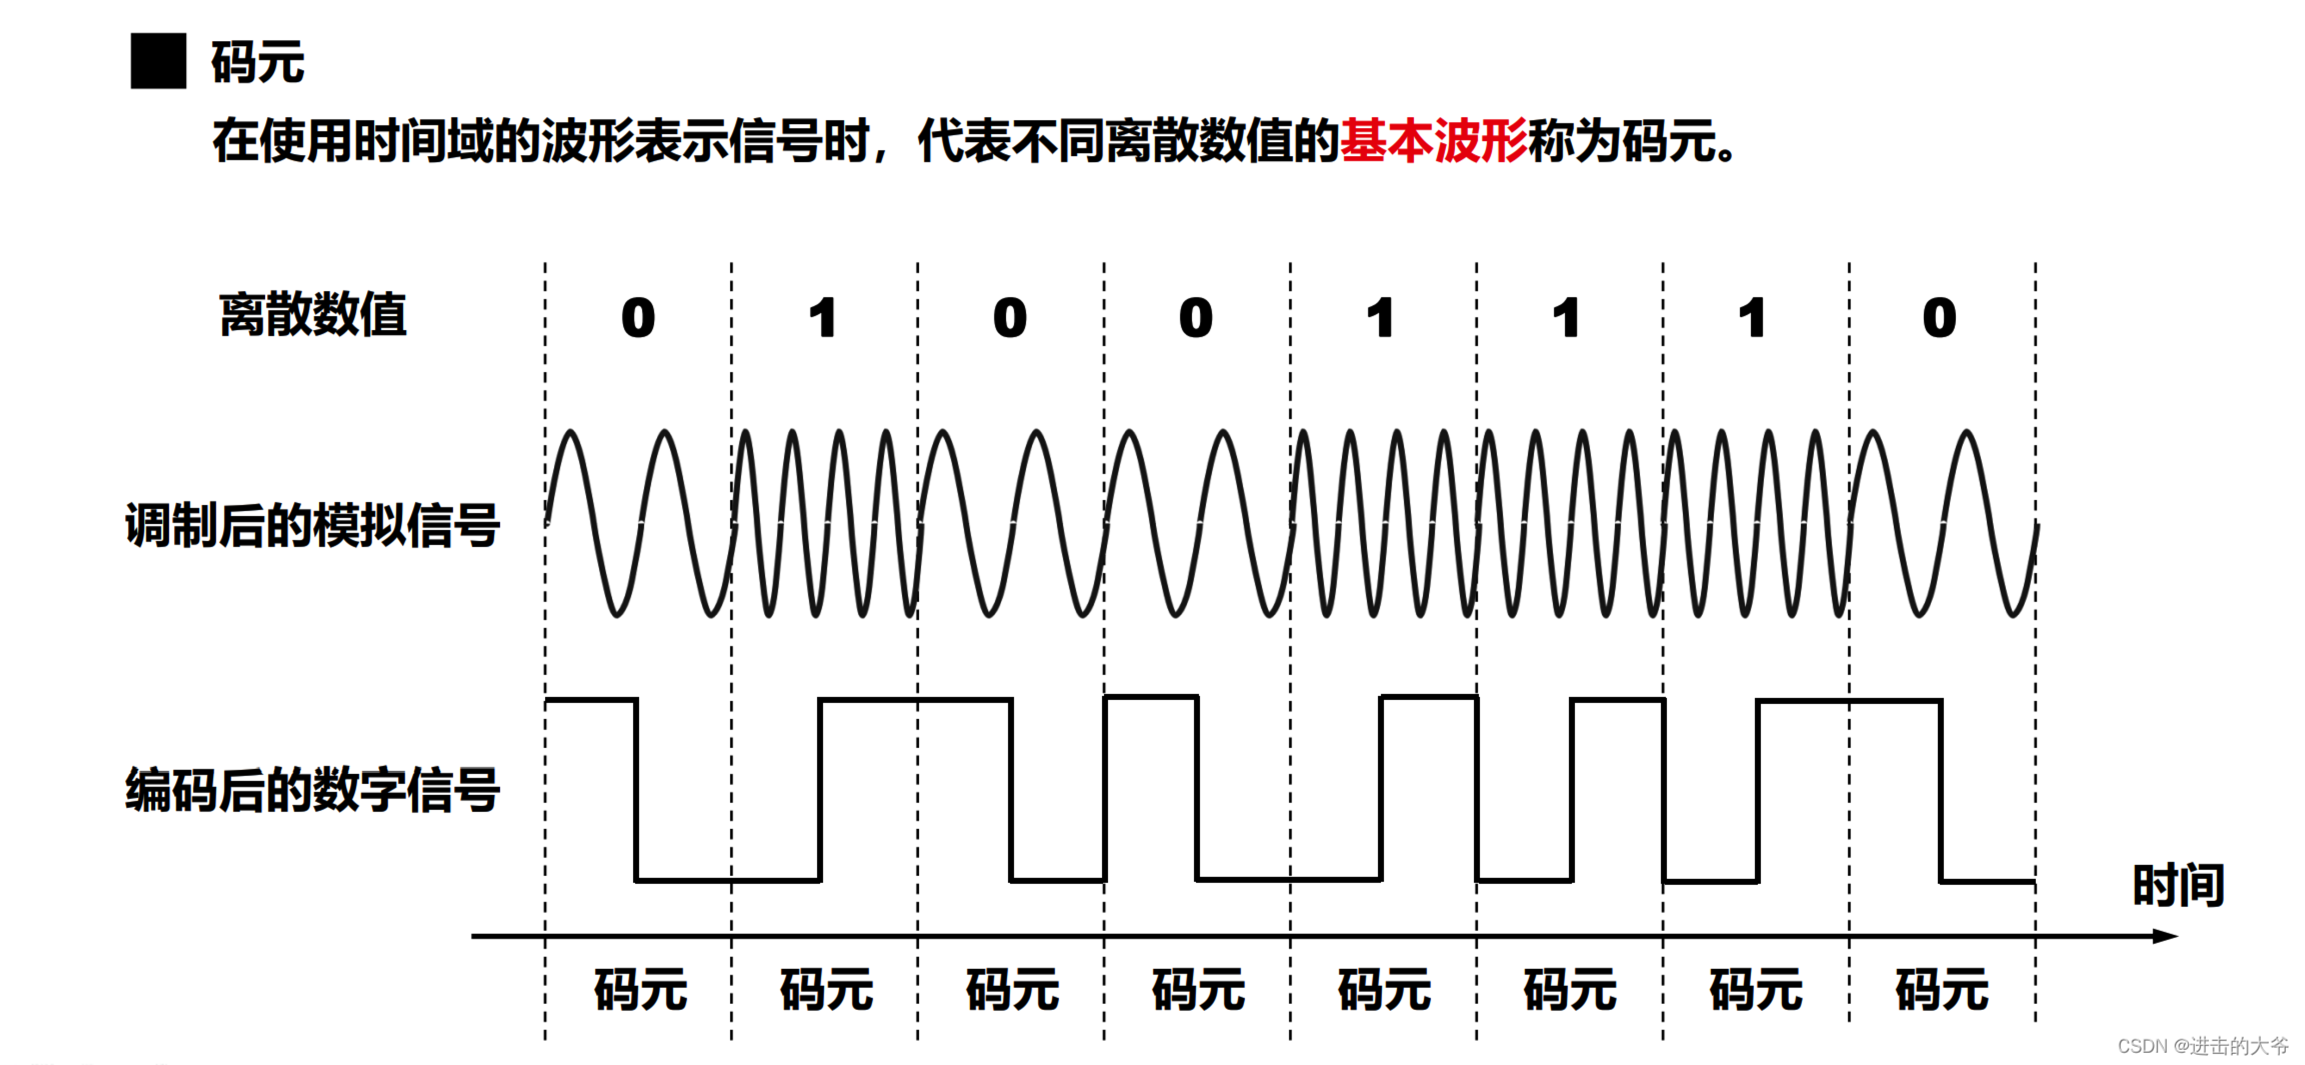 码元
在使用时间域的波形表示信号时，代表不同离散数值的基本波形称为码元。
离散数值 0 1 0 0 1 1 1 0
调制后的模拟信号
编码后的数字信号
时间
码元 码元 码元 码元 码元 码元 码元 码元
CSDN @进击的大爷